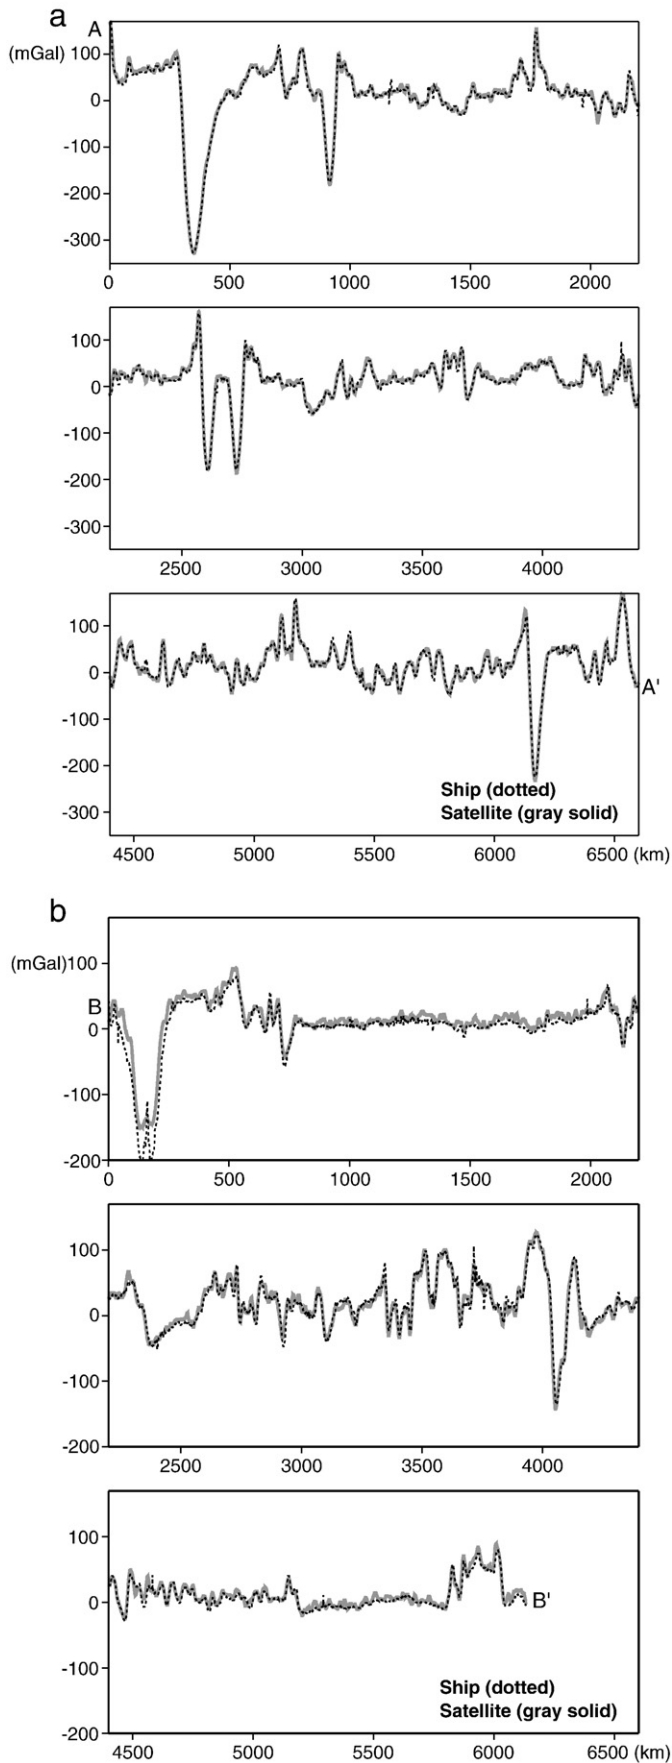 a
A
(mGal)
100
0
-100
-200
-300
0 500 1000 1500 2000
100
0
-100
-200
-300
2500 3000 3500 4000
100
0
-100
-200
-300
A'
Ship (dotted)
Satellite (gray solid)
4500 5000 5500 6000 6500 (km)
b
(mGal)100
B
0
-100
-200
0 500 1000 1500 2000
100
0
-100
-200
2500 3000 3500 4000
100
0
-100
-200
B'
Ship (dotted)
Satellite (gray solid)
4500 5000 5500 6000 6500 (km)